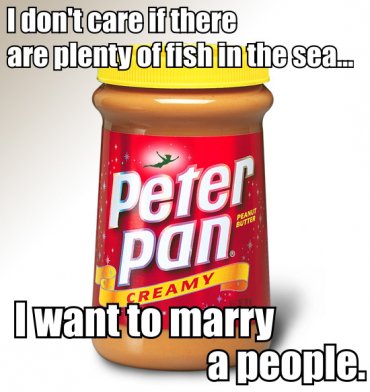 I don't care if there
are plenty of fish in the sea...
peter
pan®
PEANUT
BUTTER
CREAMY
I want to marry
a people.